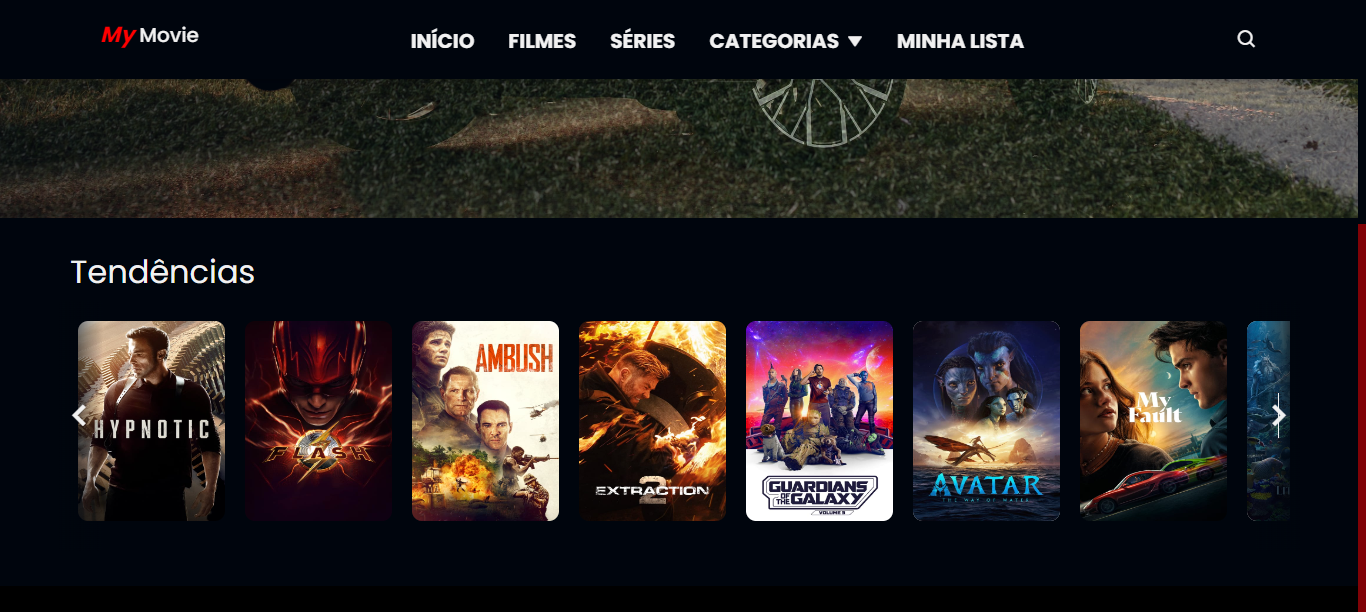 My Movie
INÍCIO FILMES SÉRIES CATEGORIAS MINHA LISTA
Tendências
HYPNOTIC
FLASH
AMBUSH
EXTRACTION
2
GUARDIANS
OF THE GALAXY
VOLUME 3
AVATAR
THE WAY OF WATER
My
Fault